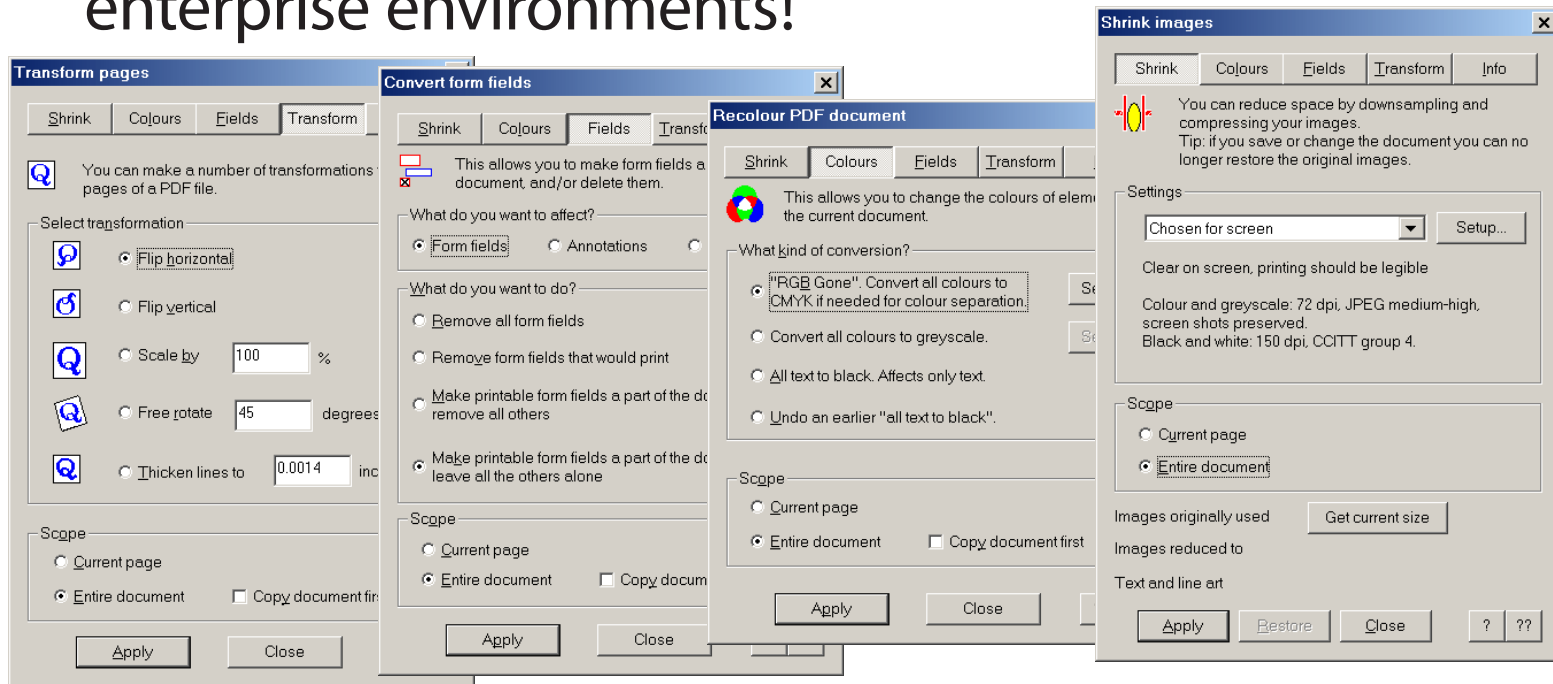 enterprise environments!
Transform pages
Shrink
Colours
Fields
Transform
You can make a number of transformations
pages of a PDF file.
Select transformation
Flip horizontal
Flip vertical
Scale by 100 %
Free rotate 45 degrees
Thicken lines to 0.0014 inc
Scope
Current page
Entire document
Copy document fir
Apply
Close
Convert form fields
Shrink
Colours
Fields
Transfo
This allows you to make form fields a
document, and/or delete them.
What do you want to affect?
Form fields
Annotations
What do you want to do?
Remove all form fields
Remove form fields that would print
Make printable form fields a part of the do
remove all others
Make printable form fields a part of the do
leave all the others alone
Scope
Current page
Entire document
Copy docum
Apply
Close
Recolour PDF document
Shrink
Colours
Fields
Transform
This allows you to change the colours of elem
the current document.
What kind of conversion?
"RGB Gone". Convert all colours to
CMYK if needed for colour separation.
Se
Convert all colours to greyscale.
Se
All text to black. Affects only text.
Undo an earlier "all text to black".
Scope
Current page
Entire document
Copy document first
Apply
Close
Shrink images
Shrink
Colours
Fields
Transform
Info
You can reduce space by downsampling and
compressing your images.
Tip: if you save or change the document you can no
longer restore the original images.
Settings
Chosen for screen
Setup...
Clear on screen, printing should be legible
Colour and greyscale: 72 dpi, JPEG medium-high,
screen shots preserved.
Black and white: 150 dpi, CCITT group 4.
Scope
Current page
Entire document
Images originally used
Get current size
Images reduced to
Text and line art
Apply
Restore
Close
?
??